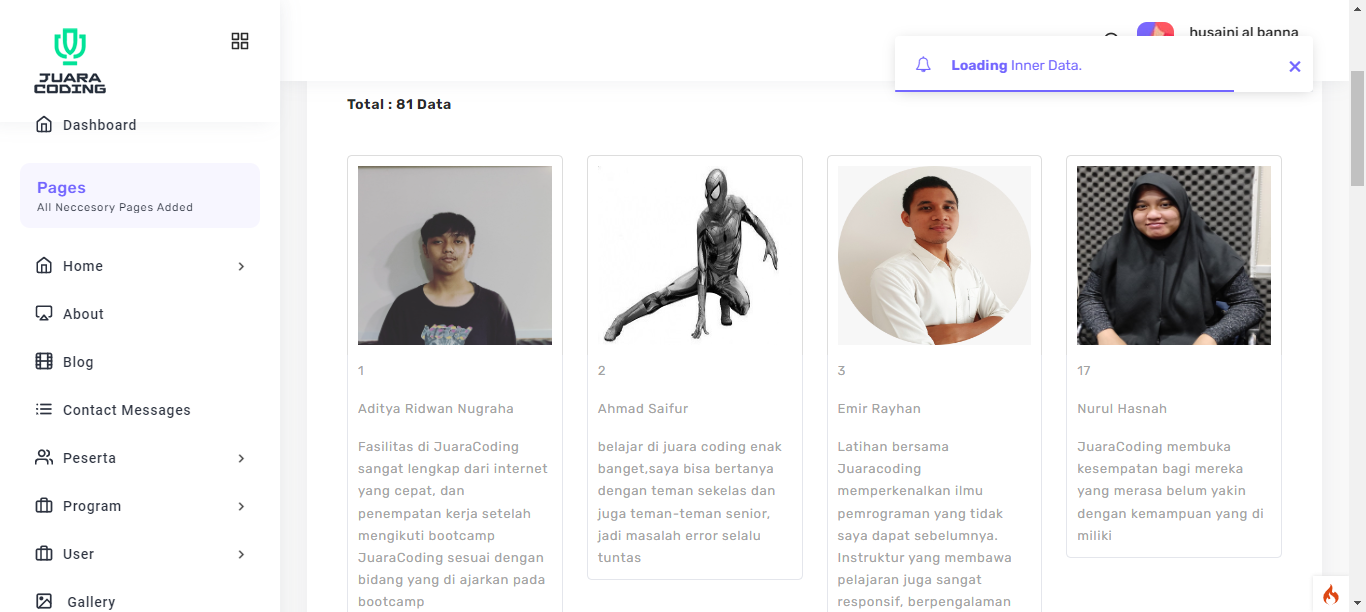 JUARA
CODING
husaini al banna
Loading Inner Data.
Total : 81 Data
Dashboard
Pages
All Neccesory Pages Added
Home
About
Blog
Contact Messages
Peserta
Program
User
Gallery
1
Aditya Ridwan Nugraha
Fasilitas di JuaraCoding
sangat lengkap dari internet
yang cepat, dan
penempatan kerja setelah
mengikuti bootcamp
JuaraCoding sesuai dengan
bidang yang di ajarkan pada
bootcamp
2
Ahmad Saifur
belajar di juara coding enak
banget,saya bisa bertanya
dengan teman sekelas dan
juga teman-teman senior,
jadi masalah error selalu
tuntas
3
Emir Rayhan
Latihan bersama
Juaracoding
memperkenalkan ilmu
pemrograman yang tidak
saya dapat sebelumnya.
Instruktur yang membawa
pelajaran juga sangat
responsif, berpengalaman
17
Nurul Hasnah
JuaraCoding membuka
kesempatan bagi mereka
yang merasa belum yakin
dengan kemampuan yang di
miliki